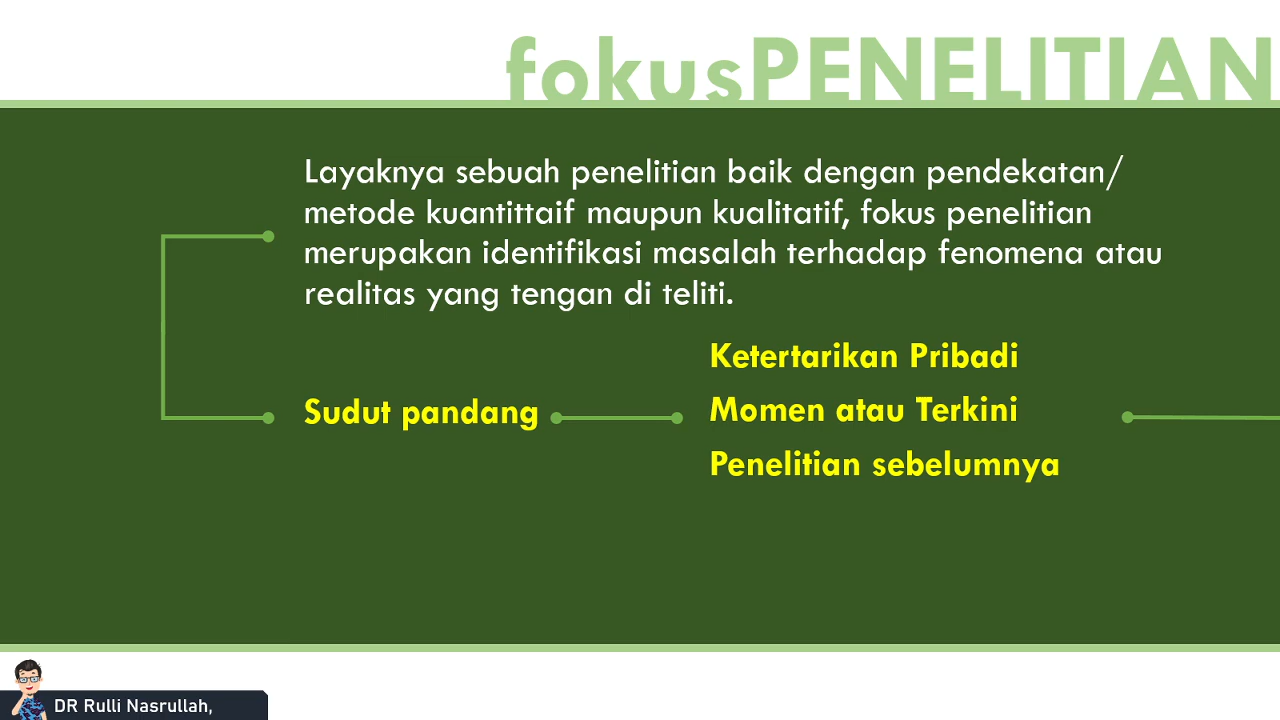 fokusPENELITIAN
Layaknya sebuah penelitian baik dengan pendekatan/
metode kuantittaif maupun kualitatif, fokus penelitian
merupakan identifikasi masalah terhadap fenomena atau
realitas yang tengan di teliti.
Sudut pandang
Ketertarikan Pribadi
Momen atau Terkini
Penelitian sebelumnya
DR Rulli Nasrullah,